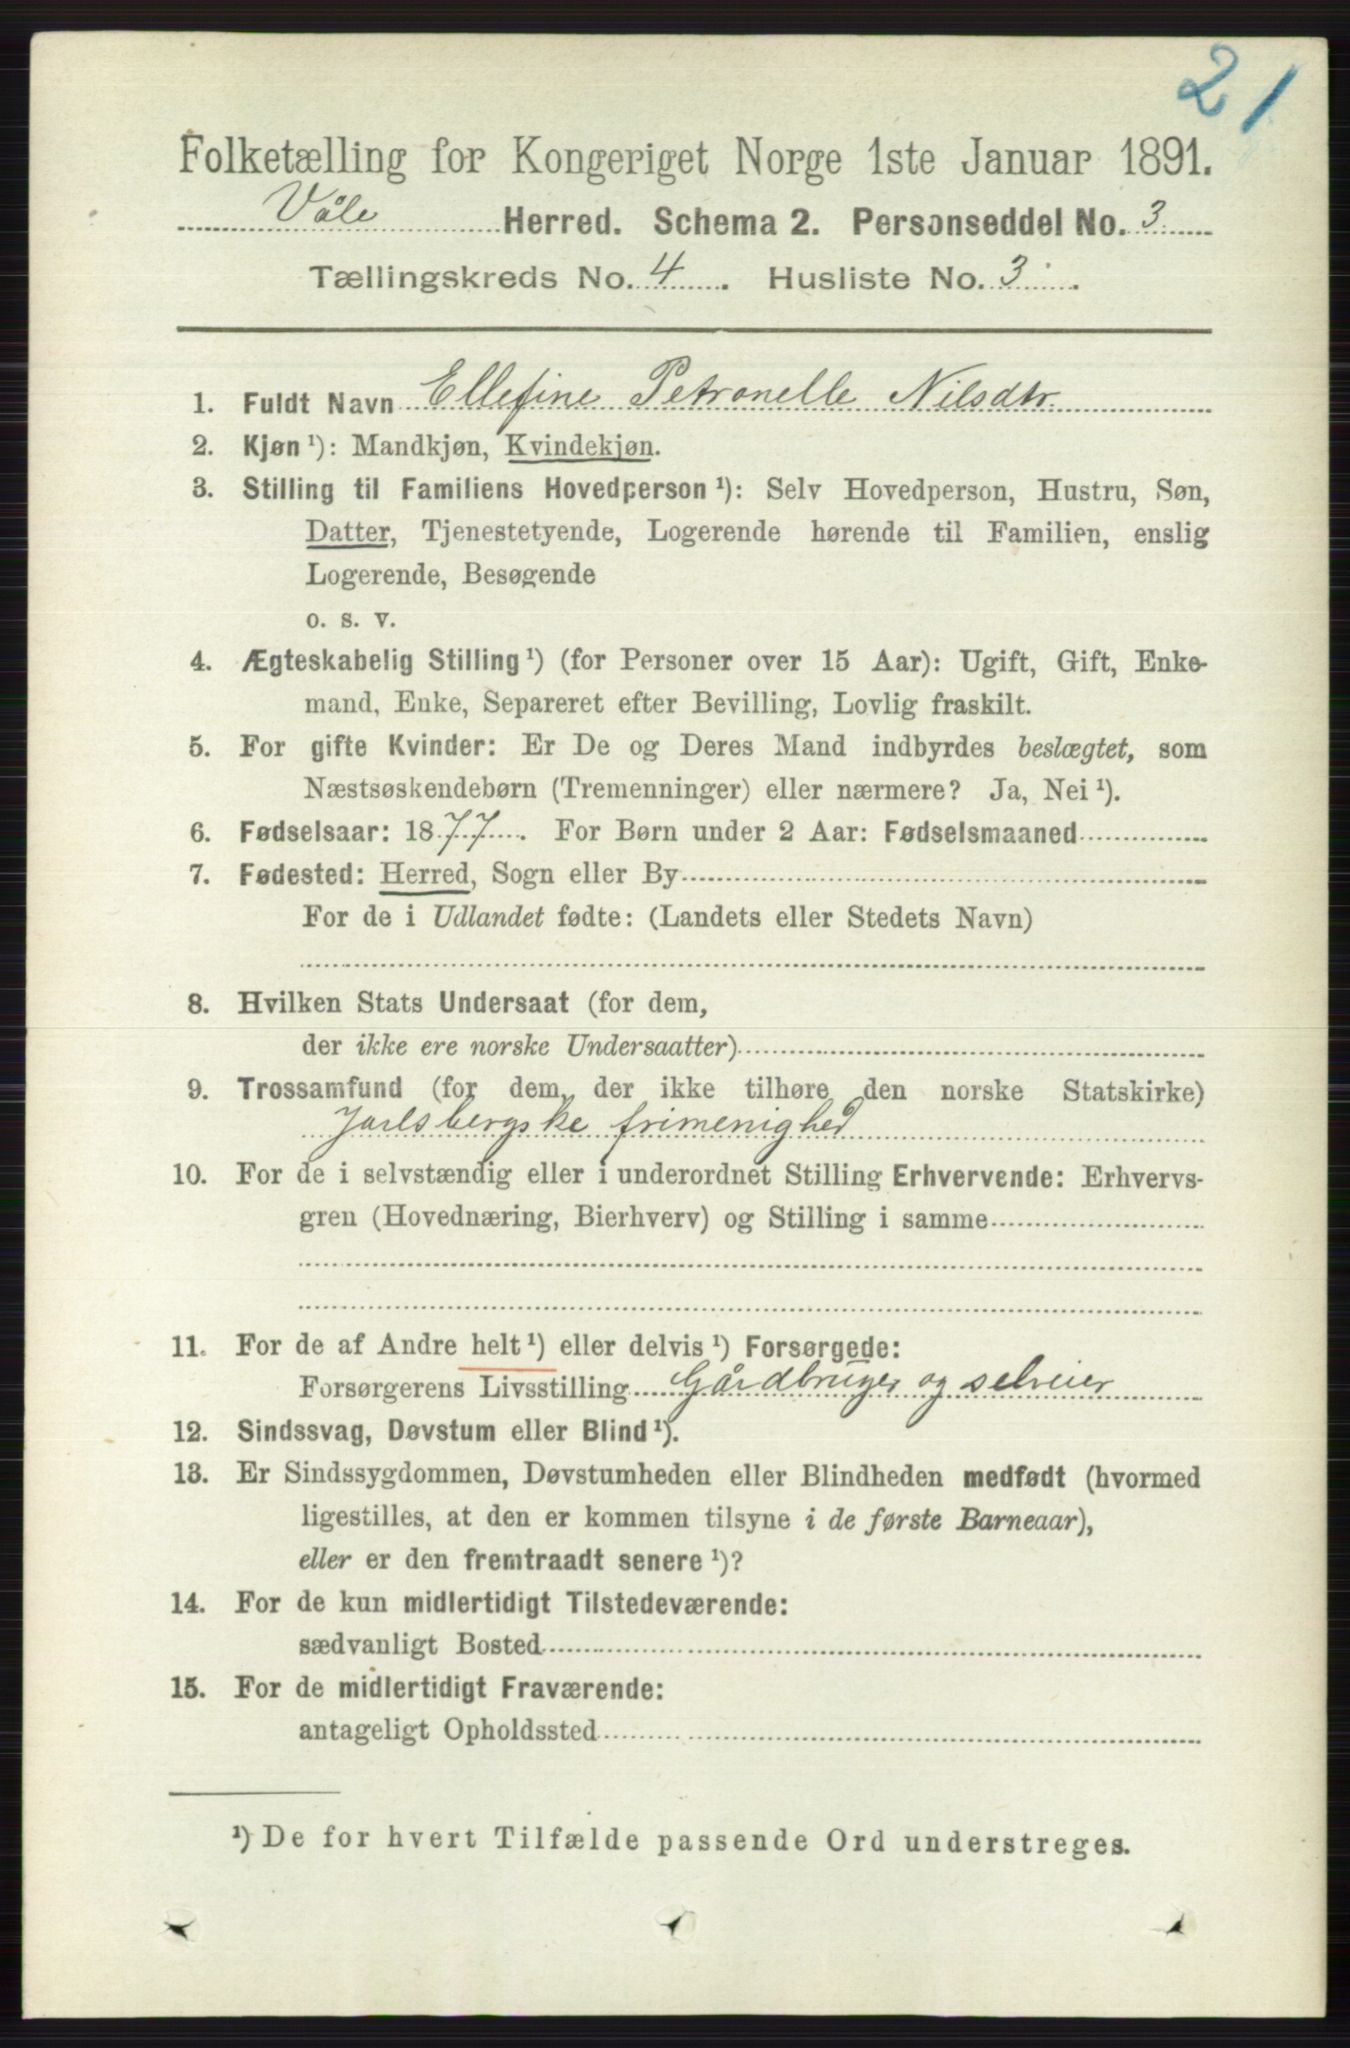 21
Folketælling for Kongeriget Norge 1ste Januar 1891.
Våle Herred. Schema 2. Personseddel No. 3
Tællingskreds No. 4. Husliste No. 3.
1. Fuldt Navn Ellefine Petronelle Nilsdtr.
2. Kjøn ¹): Mandkjøn, Kvindekjøn.
3. Stilling til Familiens Hovedperson ¹): Selv Hovedperson, Hustru, Søn,
Datter, Tjenestetyende, Logerende hørende til Familien, enslig
Logerende, Besøgende
o. s. v.
4. Ægteskabelig Stilling ¹) (for Personer over 15 Aar): Ugift, Gift, Enke-
mand, Enke, Separeret efter Bevilling, Lovlig fraskilt.
5. For gifte Kvinder: Er De og Deres Mand indbyrdes beslægtet, som
Næstsøskendebørn (Tremenninger) eller nærmere? Ja, Nei ¹).
6. Fødselsaar: 1877. For Børn under 2 Aar: Fødselsmaaned
7. Fødested: Herred, Sogn eller By
For de i Udlandet fødte: (Landets eller Stedets Navn)
8. Hvilken Stats Undersaat (for dem,
der ikke ere norske Undersaatter)
9. Trossamfund (for dem, der ikke tilhøre den norske Statskirke)
Jarlsbergske frimenighed
10. For de i selvstændig eller i underordnet Stilling Erhvervende: Erhvervs-
gren (Hovednæring, Bierhverv) og Stilling i samme
11. For de af Andre helt ¹) eller delvis ¹) Forsørgede:
Forsørgerens Livsstilling Gårdbruger og selveier
12. Sindssvag, Døvstum eller Blind ¹).
13. Er Sindssygdommen, Døvstumheden eller Blindheden medfødt (hvormed
ligestilles, at den er kommen tilsyne i de første Barneaar),
eller er den fremtraadt senere ¹)?
14. For de kun midlertidigt Tilstedeværende:
sædvanligt Bosted
15. For de midlertidigt Fraværende:
antageligt Opholdssted
¹) De for hvert Tilfælde passende Ord understreges.